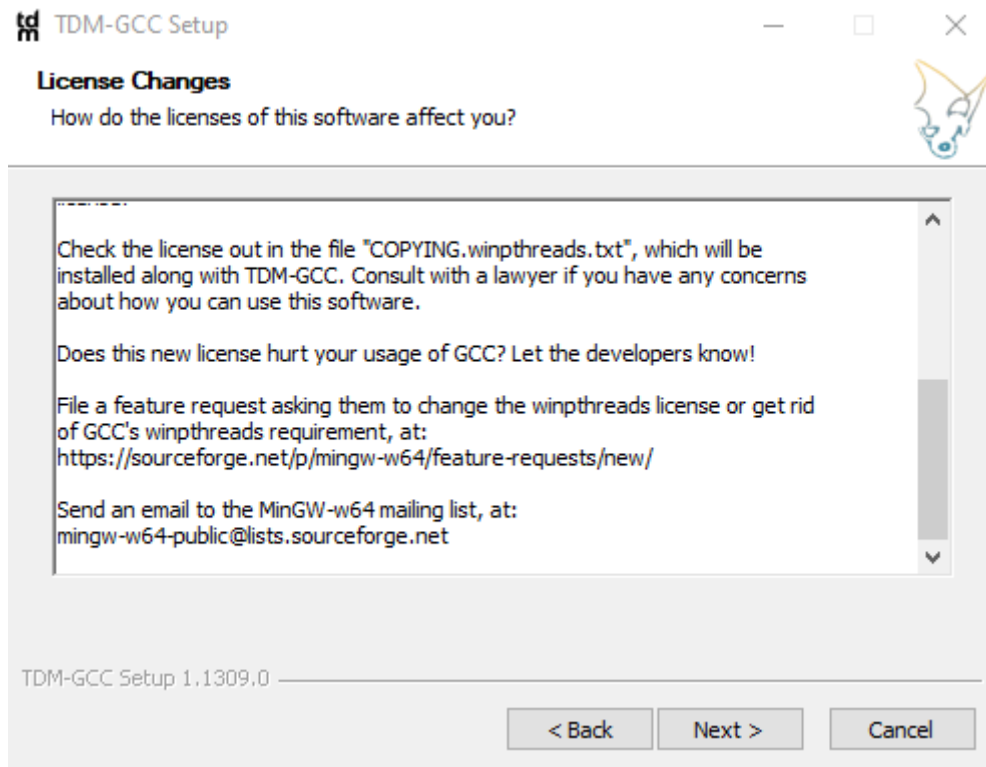 tdm
TDM-GCC Setup
License Changes
How do the licenses of this software affect you?
Check the license out in the file "COPYING.winpthreads.txt", which will be
installed along with TDM-GCC. Consult with a lawyer if you have any concerns
about how you can use this software.
Does this new license hurt your usage of GCC? Let the developers know!
File a feature request asking them to change the winpthreads license or get rid
of GCC's winpthreads requirement, at:
https://sourceforge.net/p/mingw-w64/feature-requests/new/
Send an email to the MinGW-w64 mailing list, at:
mingw-w64-public@lists.sourceforge.net
TDM-GCC Setup 1.1309.0
< Back
Next >
Cancel